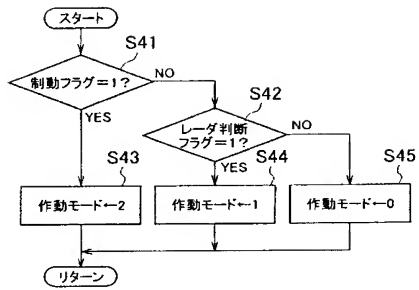 スタート
S41
制動フラグ=1?
NO
YES
S42
レーダ判断
フラグ=1?
NO
YES
S43
作動モード←2
S44
作動モード←1
S45
作動モード←0
リターン